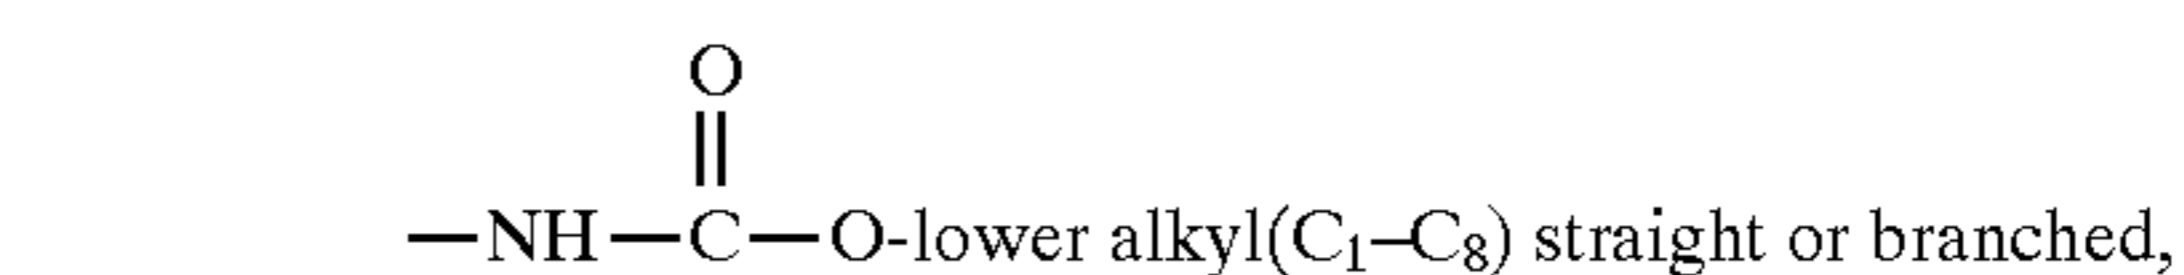 O
—NH—C—O-lower alkyl(C₁–C₈) straight or branched,